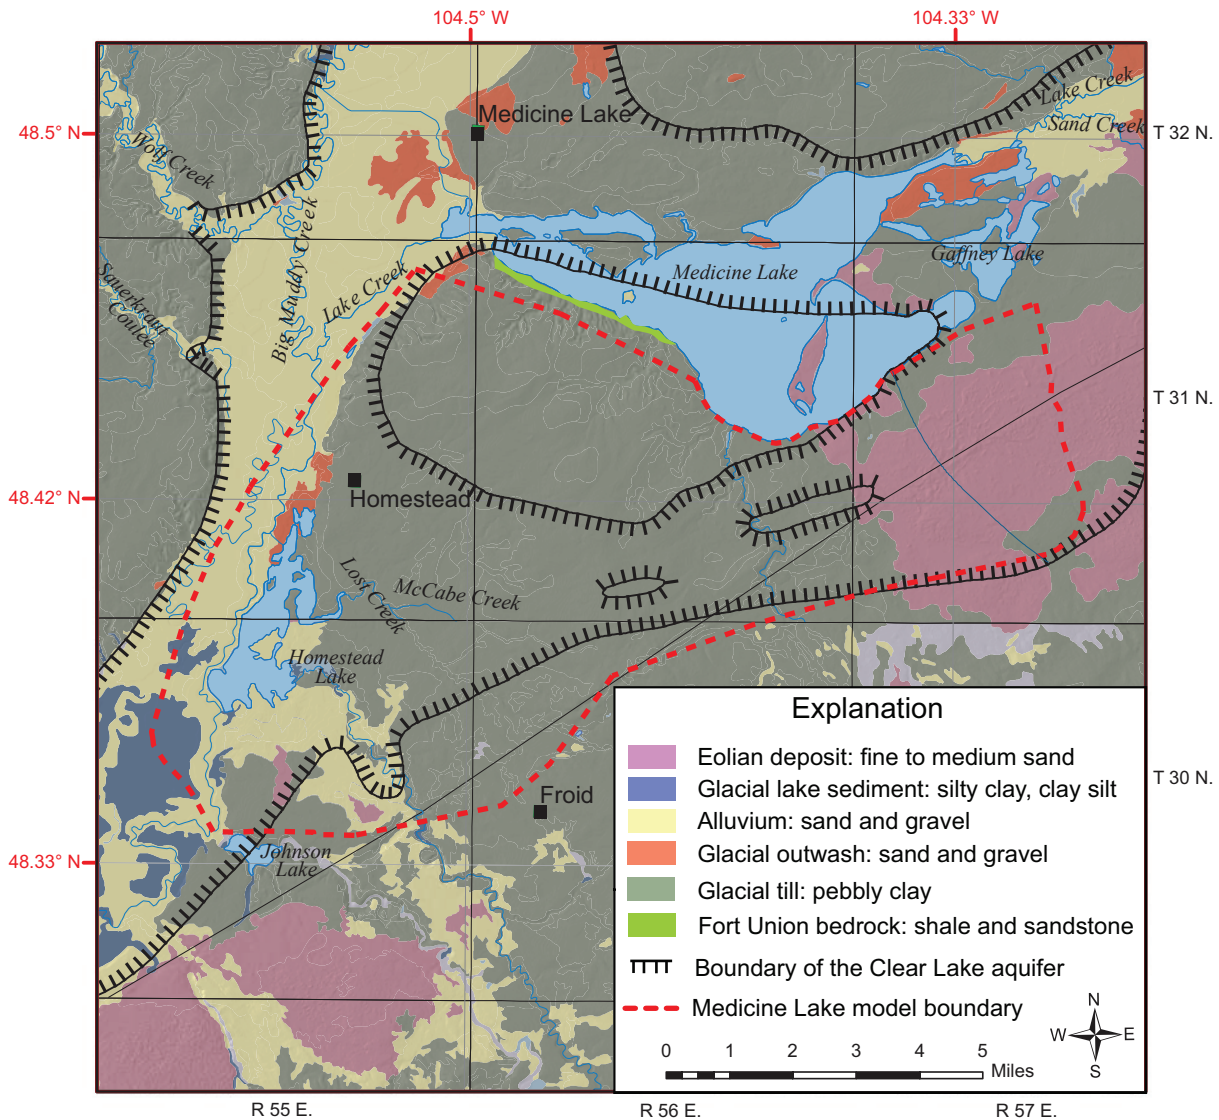 104.5° W
104.33° W
48.5° N
Medicine Lake
Lake Creek
Sand Creek
T 32 N.
Wolf Creek
Big Muddy Creek
Lake Creek
Medicine Lake
Gaffney Lake
Sauerkraut
Coulee
T 31 N.
48.42° N
Homestead
Lost Creek
McCabe Creek
Homestead
Lake
Explanation
Eolian deposit: fine to medium sand
Glacial lake sediment: silty clay, clay silt
Alluvium: sand and gravel
Glacial outwash: sand and gravel
Glacial till: pebbly clay
Fort Union bedrock: shale and sandstone
Boundary of the Clear Lake aquifer
Medicine Lake model boundary
N
W
E
S
0 1 2 3 4 5
Miles
T 30 N.
Froid
48.33° N
Johnson
Lake
R 55 E.
R 56 E.
R 57 E.